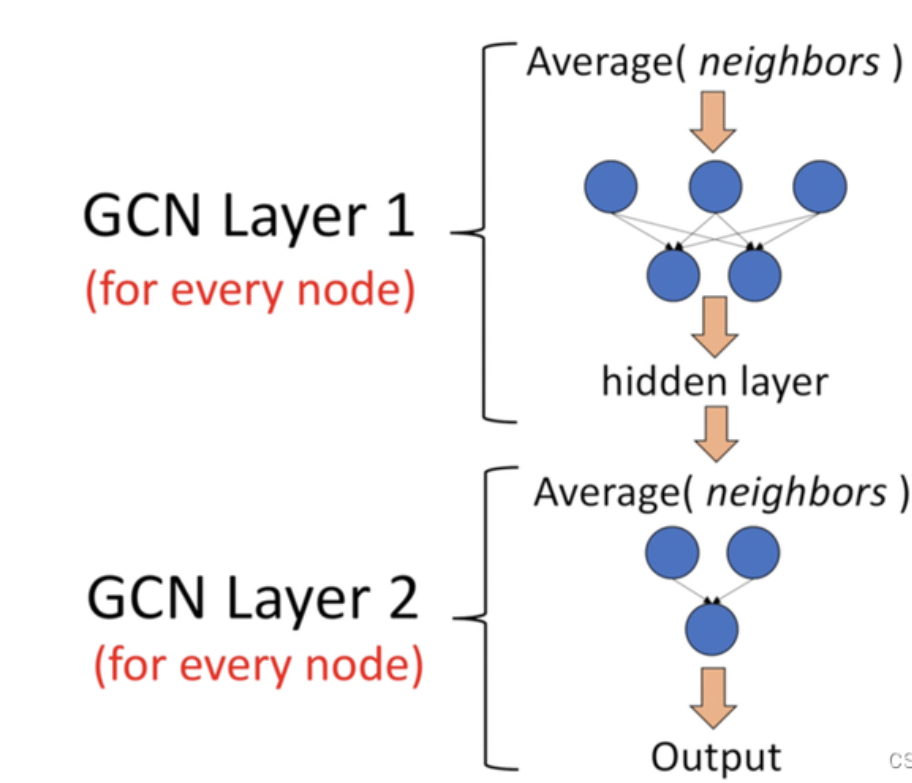 Average( neighbors )
GCN Layer 1
(for every node)
hidden layer
Average( neighbors )
GCN Layer 2
(for every node)
Output